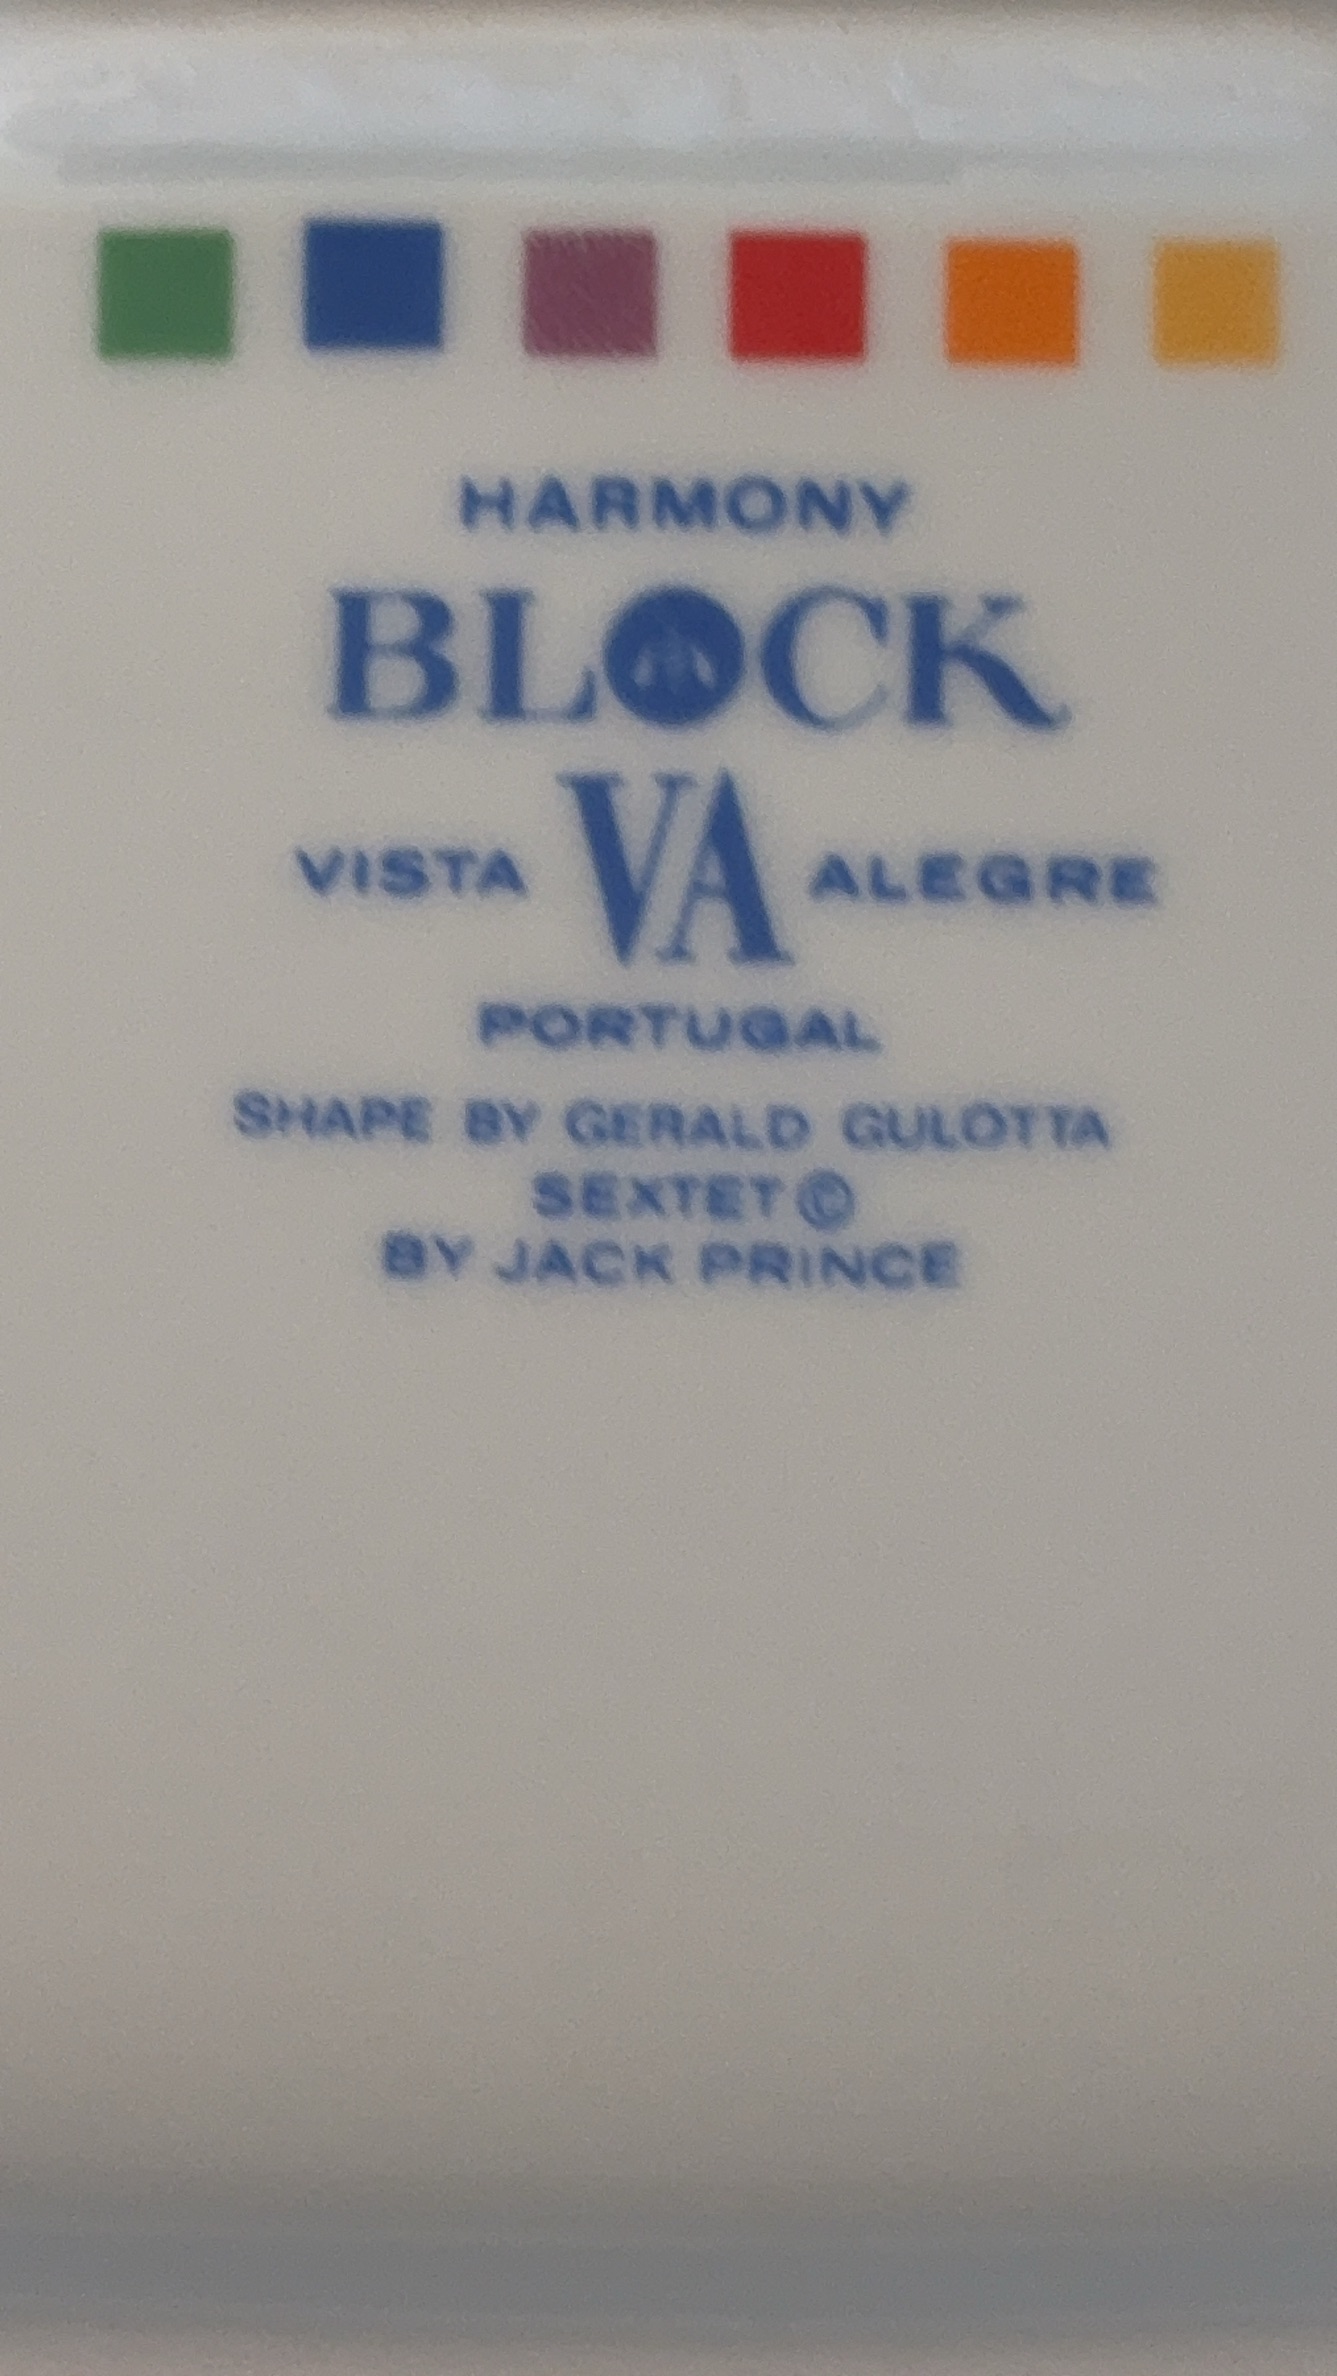 HARMONY
BLOCK
VISTA VA ALEGRE
PORTUGAL
SHAPE BY GERALD GULOTTA
SEXTET ©
BY JACK PRINCE